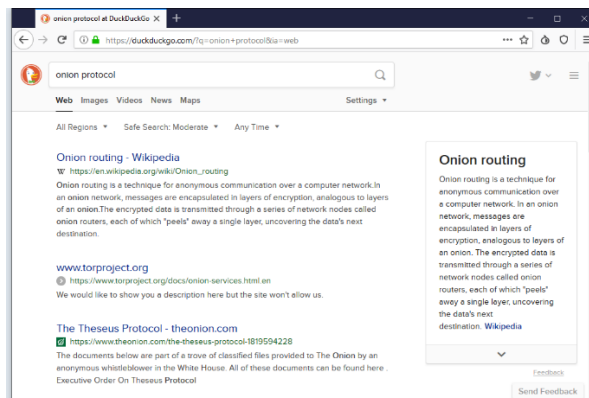 onion protocol at DuckDuckGo
https://duckduckgo.com/?q=onion+protocol&ia=web
onion protocol
Web Images Videos News Maps Settings
All Regions Safe Search: Moderate Any Time
Onion routing - Wikipedia
W https://en.wikipedia.org/wiki/Onion_routing
Onion routing is a technique for anonymous communication over a computer network.In
an onion network, messages are encapsulated in layers of encryption, analogous to layers
of an onion.The encrypted data is transmitted through a series of network nodes called
onion routers, each of which "peels" away a single layer, uncovering the data's next
destination.
www.torproject.org
https://www.torproject.org/docs/onion-services.html.en
We would like to show you a description here but the site won't allow us.
The Theseus Protocol - theonion.com
https://www.theonion.com/the-theseus-protocol-1819594228
The documents below are part of a trove of classified files provided to The Onion by an
anonymous whistleblower in the White House. All of these documents can be found here .
Executive Order On Theseus Protocol
Onion routing
Onion routing is a technique for
anonymous communication over
a computer network. In an onion
network, messages are
encapsulated in layers of
encryption, analogous to layers of
an onion. The encrypted data is
transmitted through a series of
network nodes called onion
routers, each of which "peels"
away a single layer, uncovering
the data's next
destination. Wikipedia
Feedback
Send Feedback